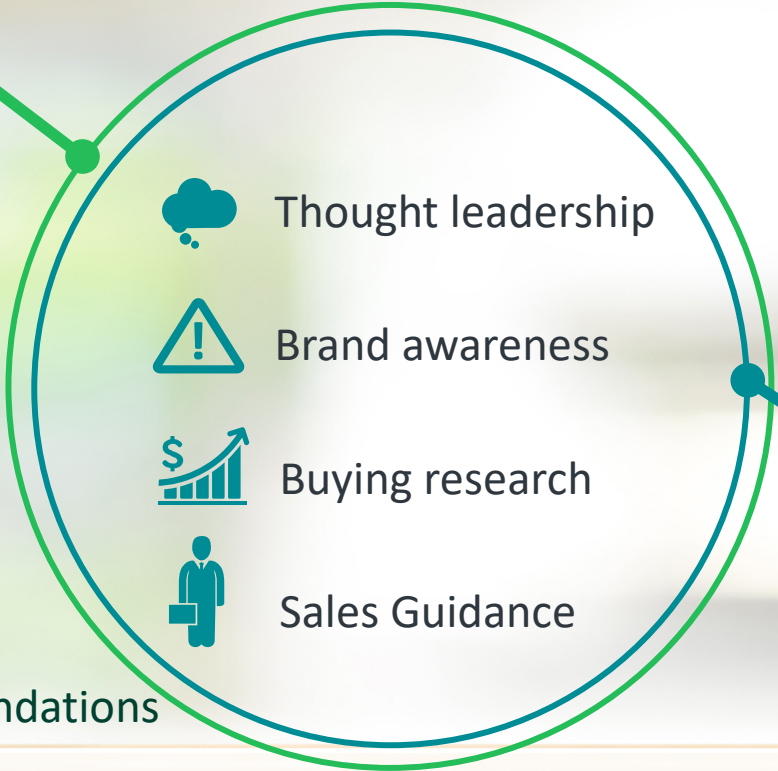 Thought leadership
Brand awareness
$
Buying research
Sales Guidance
ndations